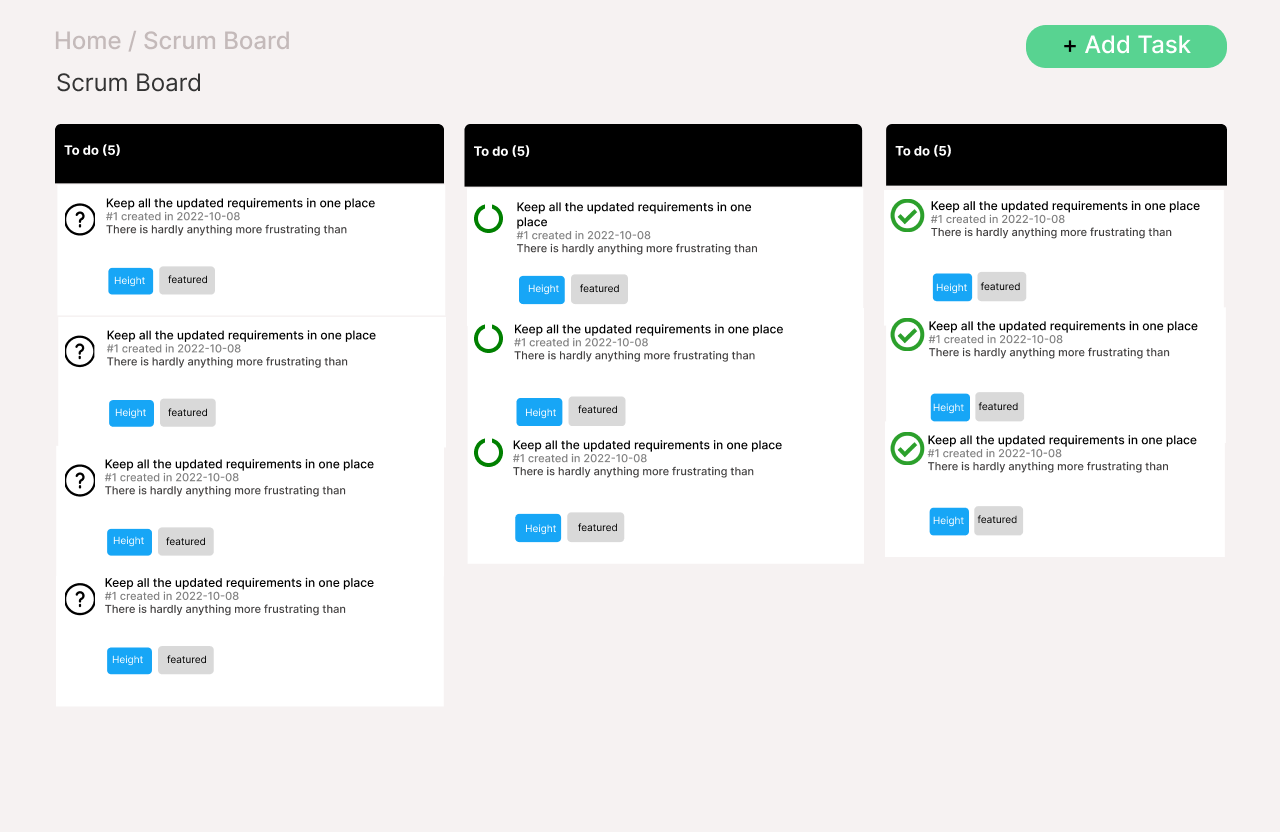 Home / Scrum Board
+ Add Task
Scrum Board
To do (5)
Keep all the updated requirements in one place
#1 created in 2022-10-08
There is hardly anything more frustrating than
Height
featured
Keep all the updated requirements in one place
#1 created in 2022-10-08
There is hardly anything more frustrating than
Height
featured
Keep all the updated requirements in one place
#1 created in 2022-10-08
There is hardly anything more frustrating than
Height
featured
Keep all the updated requirements in one place
#1 created in 2022-10-08
There is hardly anything more frustrating than
Height
featured
To do (5)
Keep all the updated requirements in one
place
#1 created in 2022-10-08
There is hardly anything more frustrating than
Height
featured
Keep all the updated requirements in one place
#1 created in 2022-10-08
There is hardly anything more frustrating than
Height
featured
Keep all the updated requirements in one place
#1 created in 2022-10-08
There is hardly anything more frustrating than
Height
featured
To do (5)
Keep all the updated requirements in one place
#1 created in 2022-10-08
There is hardly anything more frustrating than
Height
featured
Keep all the updated requirements in one place
#1 created in 2022-10-08
There is hardly anything more frustrating than
Height
featured
Keep all the updated requirements in one place
#1 created in 2022-10-08
There is hardly anything more frustrating than
Height
featured